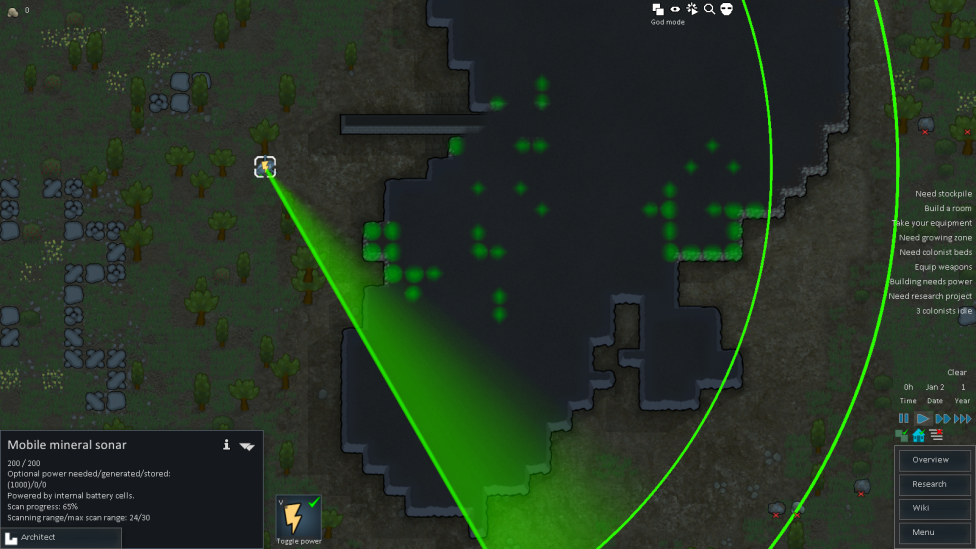 0
God mode
Need stockpile
Build a room
Take your equipment
Need growing zone
Need colonist beds
Equip weapons
Building needs power
Need research project
3 colonists idle
Clear
0h Jan 2 1
Time Date Year
Overview
Research
Wiki
Menu
Mobile mineral sonar
200 / 200
Optional power needed/generated/stored:
(1000)/0/0
Powered by internal battery cells.
Scan progress: 65%
Scanning range/max scan range: 24/30
Architect
V
Toggle power